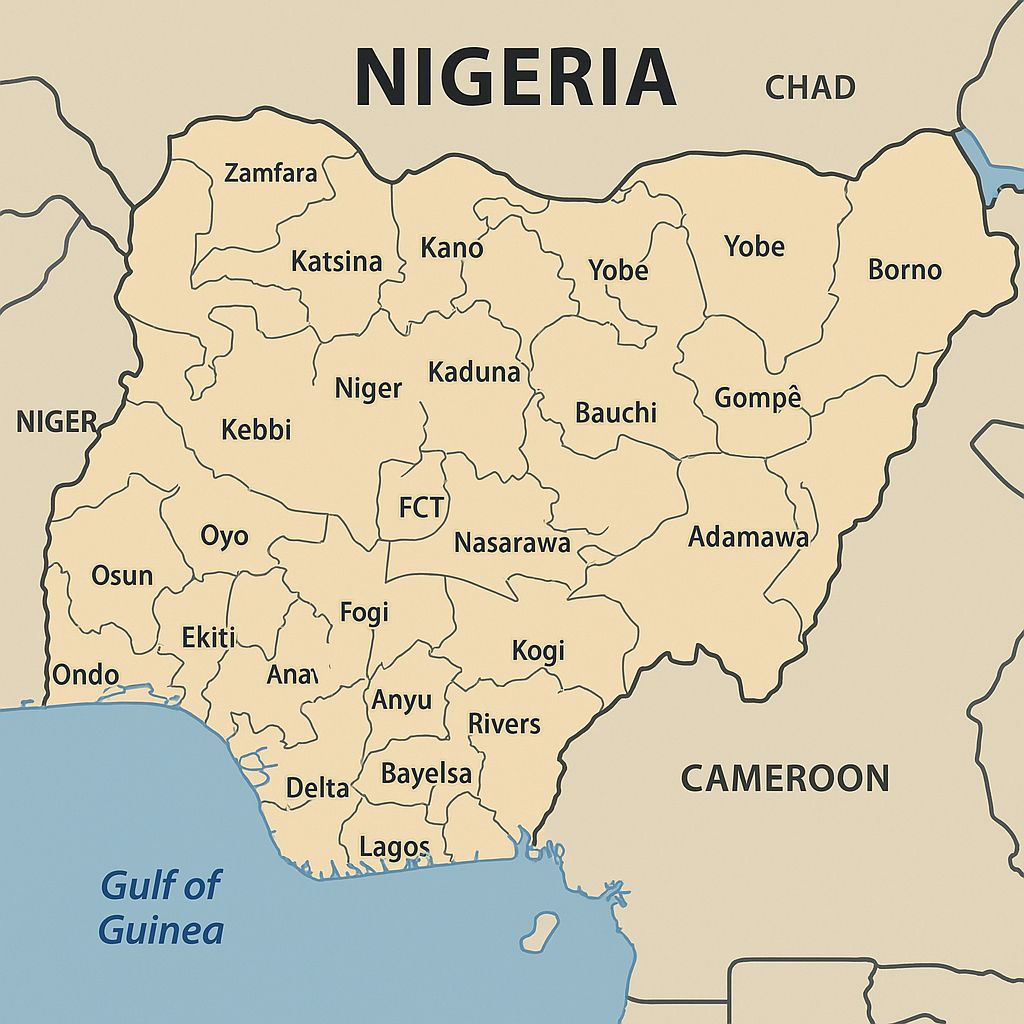 NIGERIA
CHAD
Zamfara
Katsina
Kano
Yobe
Yobe
Borno
NIGER
Niger
Kaduna
Kebbi
Bauchi
Gompê
FCT
Oyo
Nasarawa
Adamawa
Osun
Fogi
Ekiti
Kogi
Ondo
Anyu
Rivers
Delta
Bayelsa
CAMEROON
Lagos
Gulf of
Guinea